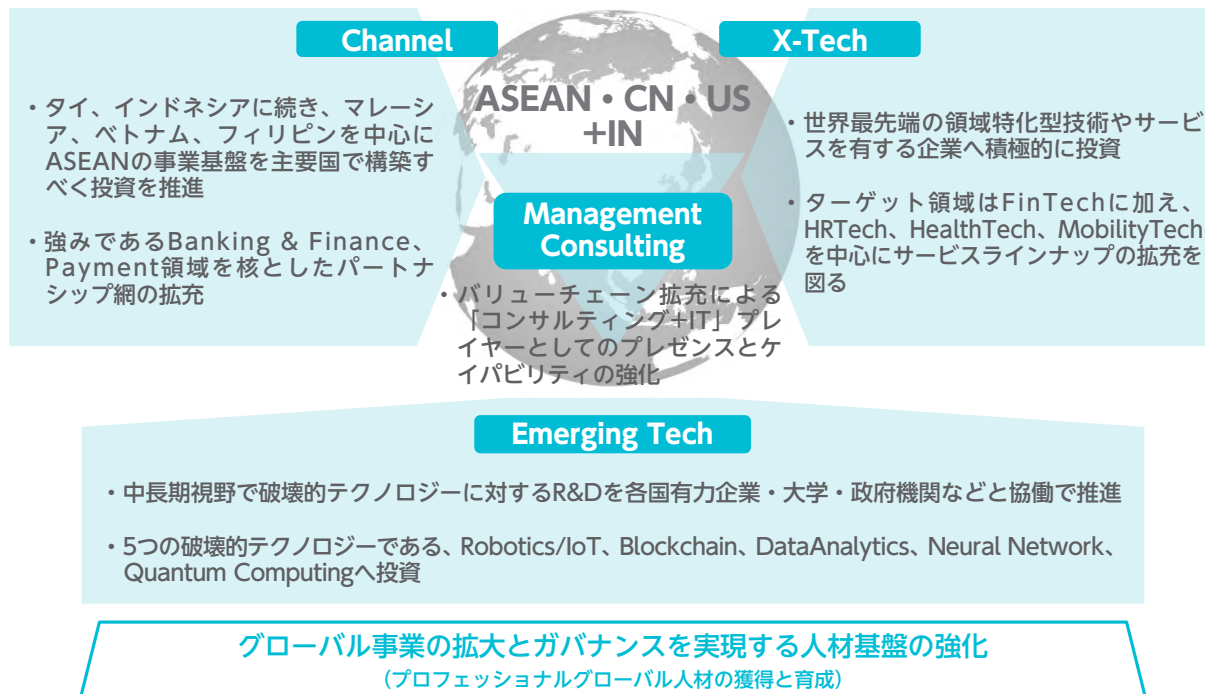 Channel
・タイ、インドネシアに続き、マレーシ
ア、ベトナム、フィリピンを中心に
ASEANの事業基盤を主要国で構築す
べく投資を推進
・強みであるBanking & Finance、
Payment領域を核としたパートナ
シップ網の拡充
ASEAN・CN・US
+IN
X-Tech
・世界最先端の領域特化型技術やサービ
スを有する企業へ積極的に投資
・ターゲット領域はFinTechに加え、
HRTech、HealthTech、MobilityTech
を中心にサービスラインナップの拡充を
図る
Management
Consulting
・バリューチェーン拡充による
「コンサルティング+IT」プレ
イヤーとしてのプレゼンスとケ
イパビリティの強化
Emerging Tech
・中長期視野で破壊的テクノロジーに対するR&Dを各国有力企業・大学・政府機関などと協働で推進
・5つの破壊的テクノロジーである、Robotics/IoT、Blockchain、DataAnalytics、Neural Network、
Quantum Computingへ投資
グローバル事業の拡大とガバナンスを実現する人材基盤の強化
（プロフェッショナルグローバル人材の獲得と育成）